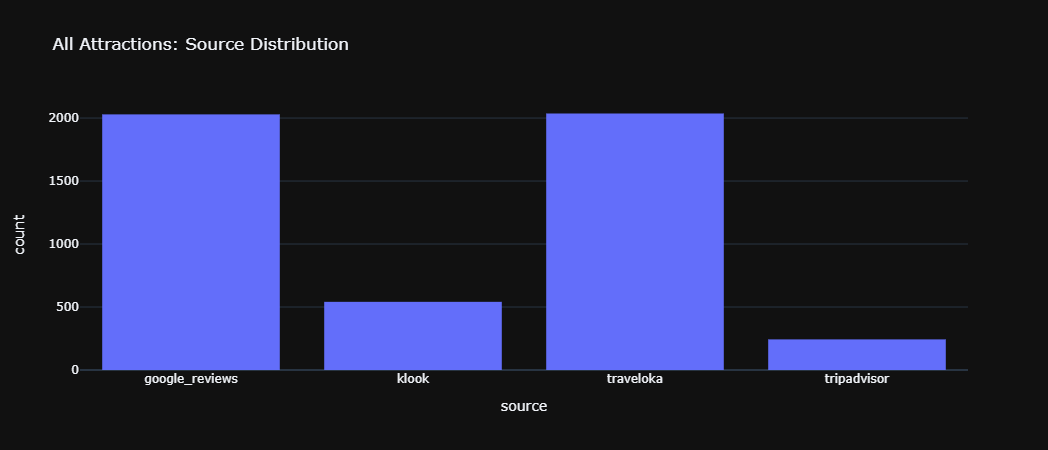 All Attractions: Source Distribution
count
2000
1500
1000
500
0
google_reviews
klook
traveloka
tripadvisor
source